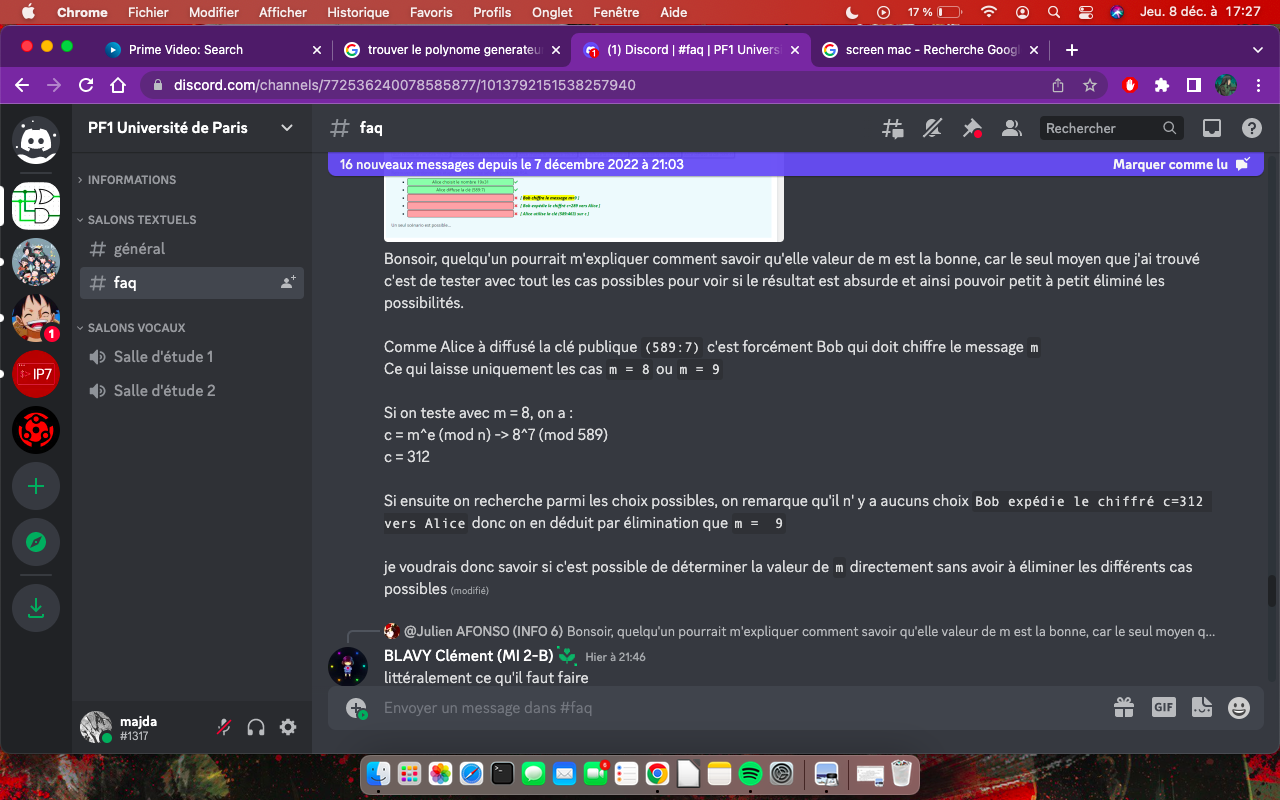 Chrome Fichier Modifier Afficher Historique Favoris Profils Onglet Fenêtre Aide 17 % Jeu. 8 déc. à 17:27
Prime Video: Search
trouver le polynome generateu
(1) Discord | #faq | PF1 Univers
screen mac - Recherche Goog
discord.com/channels/772536240078585877/1013792151538257940
PF1 Université de Paris
faq
Rechercher
16 nouveaux messages depuis le 7 décembre 2022 à 21:03
Marquer comme lu
INFORMATIONS
SALONS TEXTUELS
général
faq
SALONS VOCAUX
Salle d'étude 1
Salle d'étude 2
1
IP7
Alice diffuse la clé (589:7)
[ Bob chiffre le message m=9 ]
[ Bob expédie le chiffré c=289 vers Alice ]
[ Alice utilise la clé (589:463) sur c ]
Un seul scénario est possible...
Bonsoir, quelqu'un pourrait m'expliquer comment savoir qu'elle valeur de m est la bonne, car le seul moyen que j'ai trouvé
c'est de tester avec tout les cas possibles pour voir si le résultat est absurde et ainsi pouvoir petit à petit éliminé les
possibilités.
Comme Alice à diffusé la clé publique (589:7) c'est forcément Bob qui doit chiffre le message m
Ce qui laisse uniquement les cas m = 8 ou m = 9
Si on teste avec m = 8, on a :
c = m^e (mod n) -> 8^7 (mod 589)
c = 312
Si ensuite on recherche parmi les choix possibles, on remarque qu'il n' y a aucuns choix Bob expédie le chiffré c=312
vers Alice donc on en déduit par élimination que m =  9
je voudrais donc savoir si c'est possible de déterminer la valeur de m directement sans avoir à éliminer les différents cas
possibles (modifié)
@Julien AFONSO (INFO 6) Bonsoir, quelqu'un pourrait m'expliquer comment savoir qu'elle valeur de m est la bonne, car le seul moyen q...
BLAVY Clément (MI 2-B) Hier à 21:46
littéralement ce qu'il faut faire
Envoyer un message dans #faq
GIF
majda
#1317